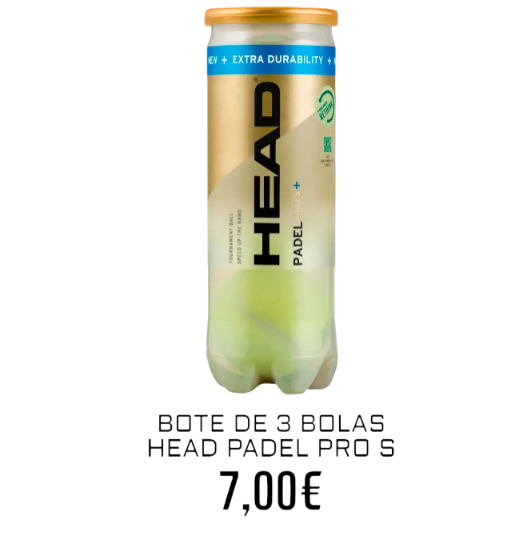 NEW + EXTRA DURABILITY +
HEAD
PADEL PRO S+
TOURNAMENT BALL
SPEED UP THE GAME
BOTE DE 3 BOLAS
HEAD PADEL PRO S
7,00€